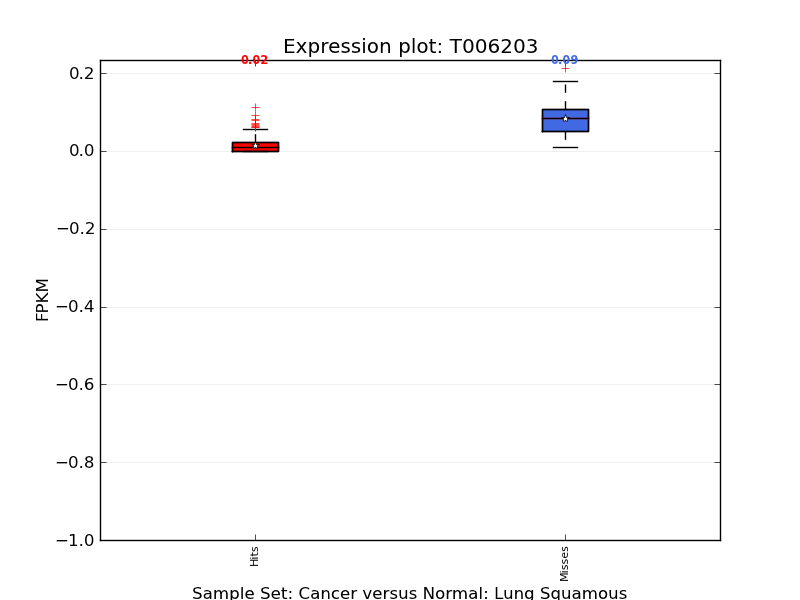 Expression plot: T006203
0.02
0.09
0.2
0.0
−0.2
−0.4
−0.6
−0.8
−1.0
FPKM
Hits
Misses
Sample Set: Cancer versus Normal: Lung Squamous